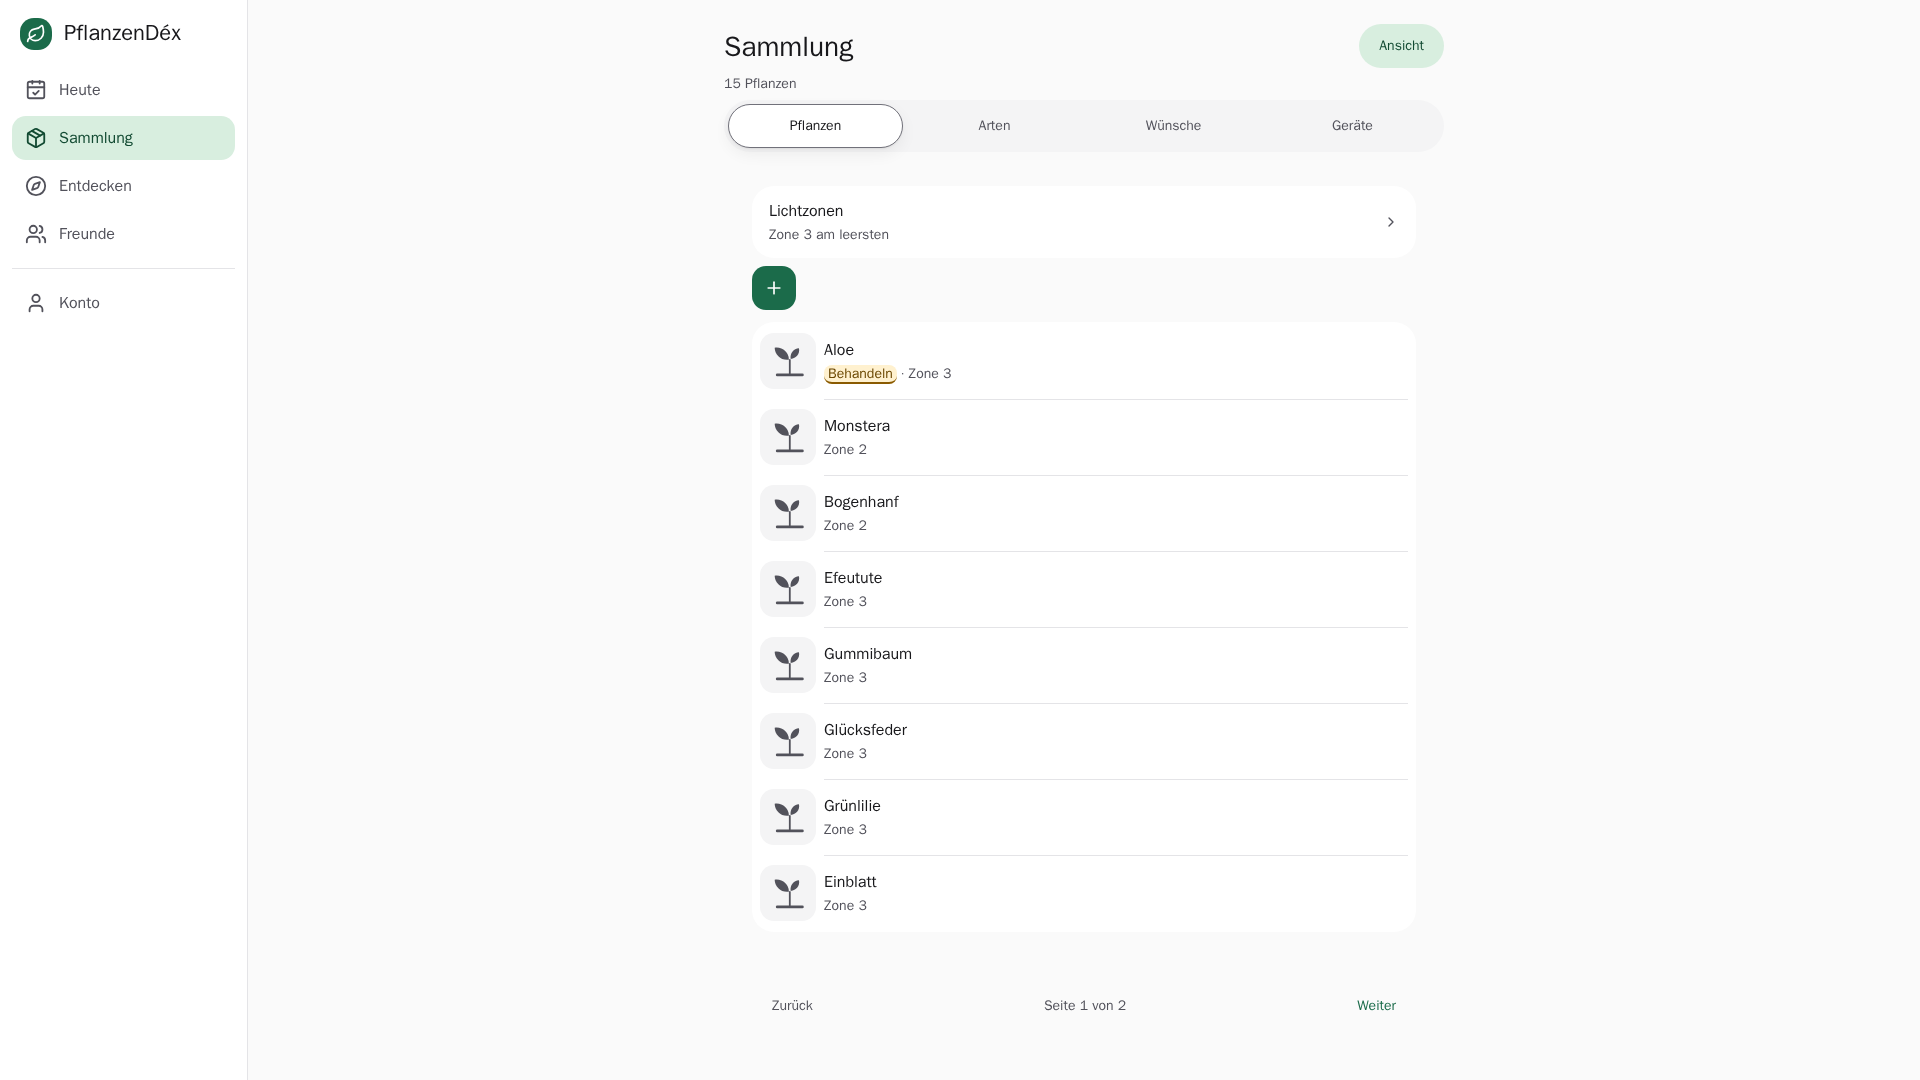 PflanzenDéx
Heute
Sammlung
Entdecken
Freunde
Konto
Sammlung
Ansicht
15 Pflanzen
Pflanzen
Arten
Wünsche
Geräte
Lichtzonen
Zone 3 am leersten
Aloe
Behandeln · Zone 3
Monstera
Zone 2
Bogenhanf
Zone 2
Efeutute
Zone 3
Gummibaum
Zone 3
Glücksfeder
Zone 3
Grünlilie
Zone 3
Einblatt
Zone 3
Zurück
Seite 1 von 2
Weiter